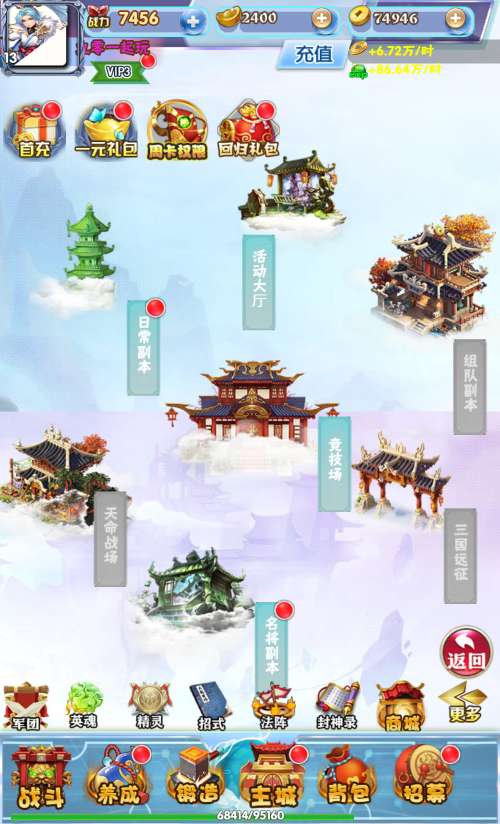 战力 7456
2400
74946
13
零一起玩
VIP3
充值
+6.72万/时
+86.64万/时
首充
一元礼包
周卡权限
回归礼包
活动大厅
日常副本
组队副本
竞技场
天命战场
三国远征
名将副本
返回
军团
英魂
精灵
招式
法阵
封神录
商城
更多
战斗
养成
锻造
主城
背包
招募
68414/95160